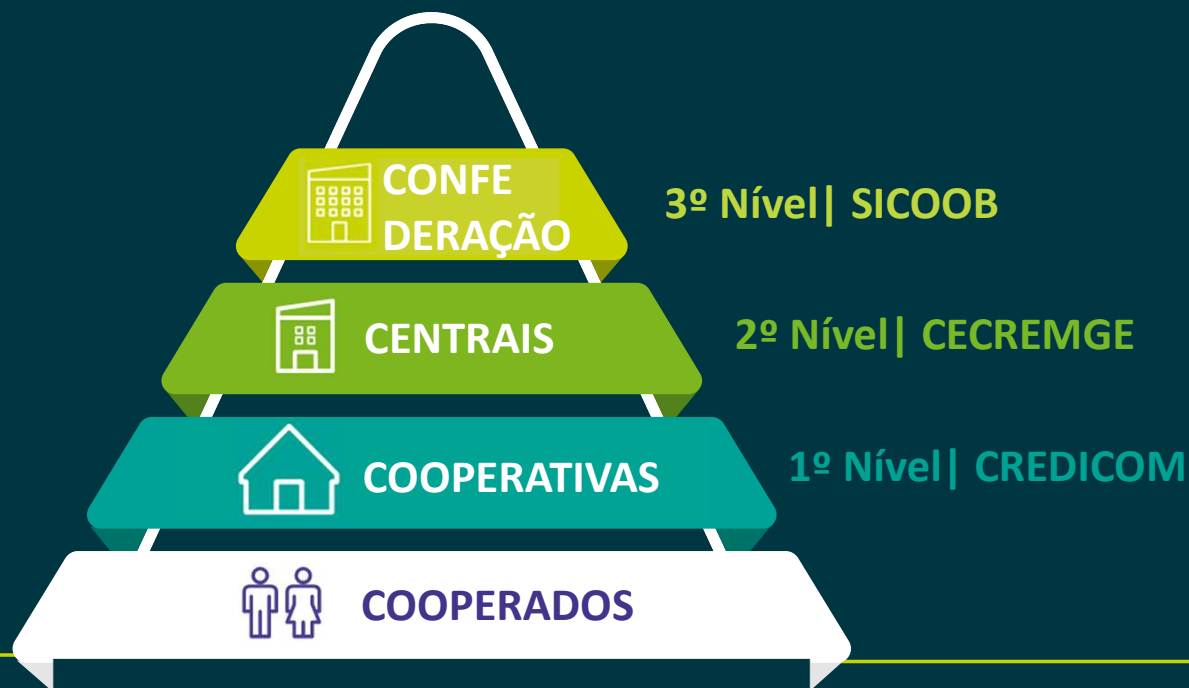 CONFE
DERAÇÃO
3º Nível| SICOOB
CENTRAIS
2º Nível| CECREMGE
COOPERATIVAS
1º Nível| CREDICOM
COOPERADOS